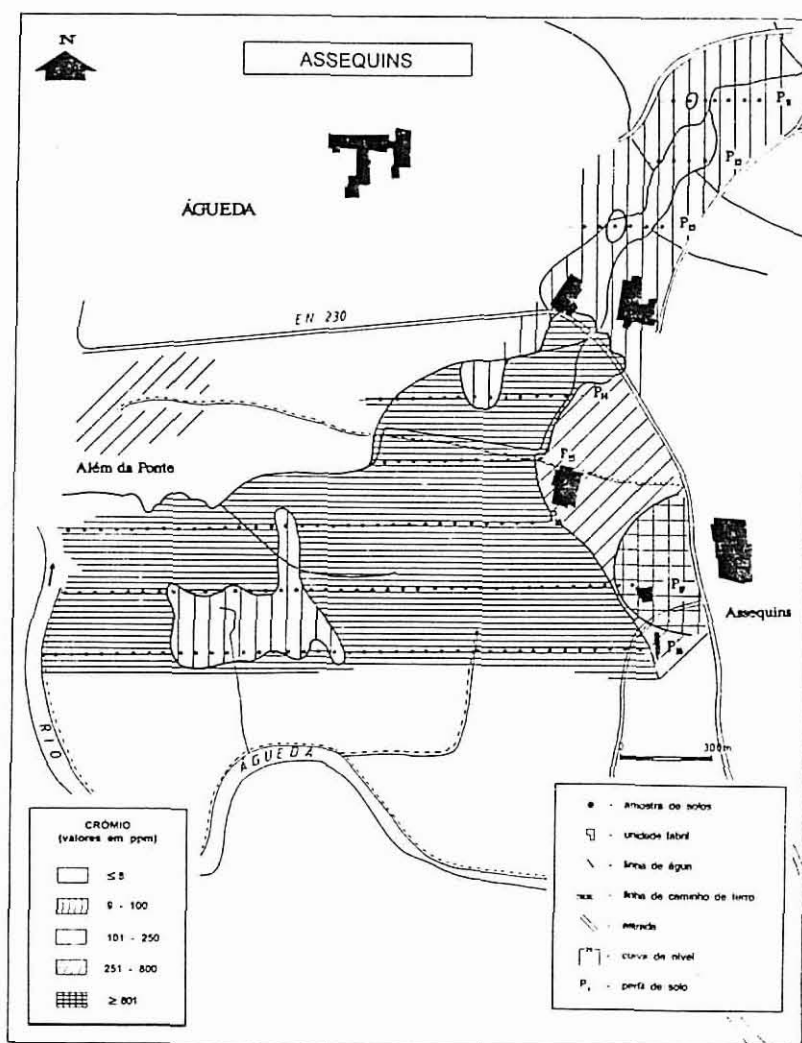 N
ASSEQUINS
ÁGUEDA
EN 230
Além da Ponte
Assequins
300m
RIO
ÁGUEDA
CRÓMIO
(valores em ppm)
9 - 100
101 - 250
251 - 800
≥ 801
- amostra de solos
- unidade fabril
- linha de água
- linha de caminho de ferro
- estrada
- curva de nível
- perfil de solo